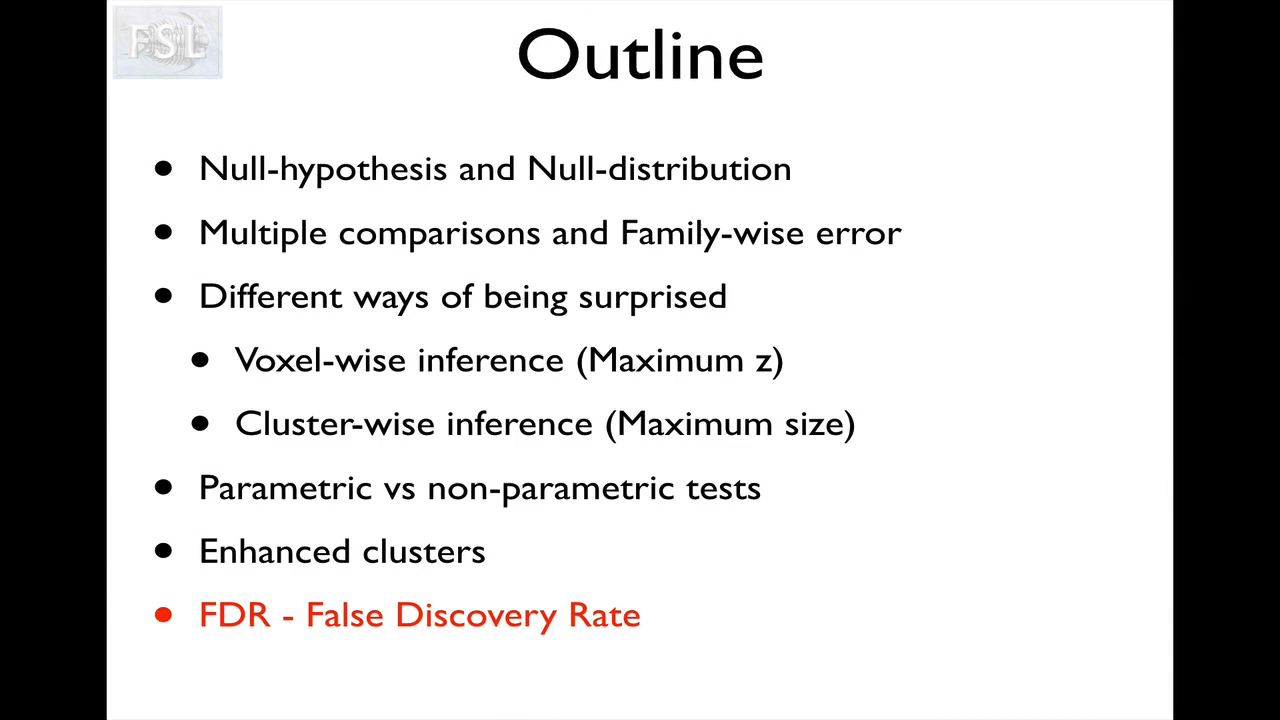 FSL
Outline
• Null-hypothesis and Null-distribution
• Multiple comparisons and Family-wise error
• Different ways of being surprised
• Voxel-wise inference (Maximum z)
• Cluster-wise inference (Maximum size)
• Parametric vs non-parametric tests
• Enhanced clusters
• FDR - False Discovery Rate